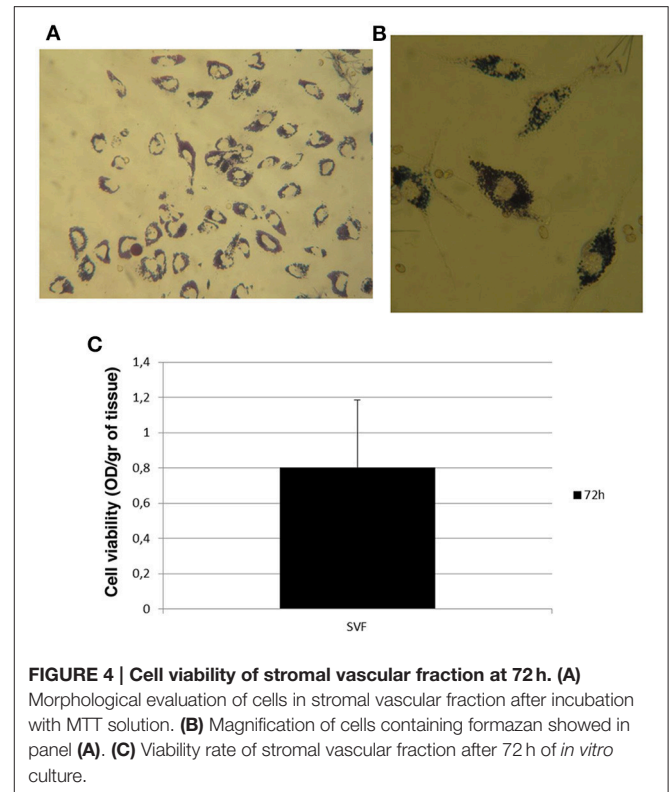 A
B
C
Cell viability (OD/gr of tissue)
1,4
1,2
1
0,8
0,6
0,4
0,2
0
SVF
72h
FIGURE 4 | Cell viability of stromal vascular fraction at 72 h. (A)
Morphological evaluation of cells in stromal vascular fraction after incubation
with MTT solution. (B) Magnification of cells containing formazan showed in
panel (A). (C) Viability rate of stromal vascular fraction after 72 h of in vitro
culture.